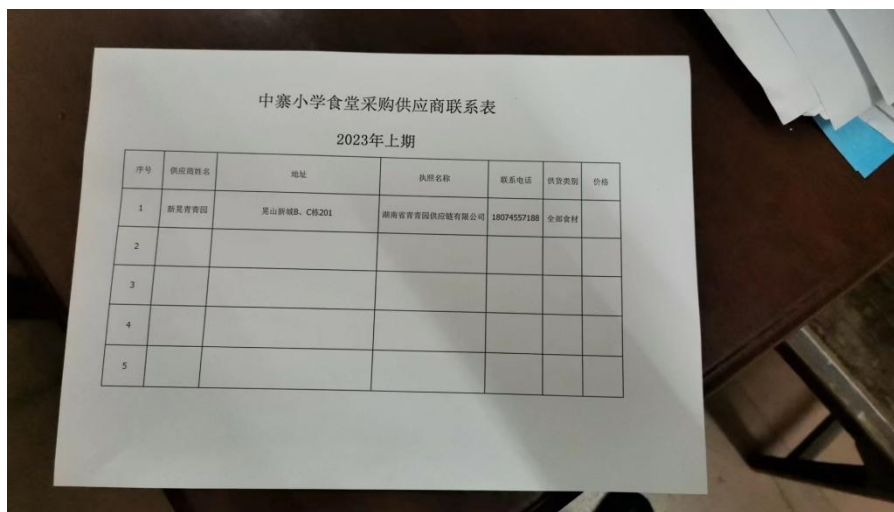 中寨小学食堂采购供应商联系表
2023年上期
序号 供应商姓名 地址 执照名称 联系电话 供货类别 价格
1 新晃青青园 晃山新城B、C栋201 湖南省青青园供应链有限公司 18074557188 全部食材
2
3
4
5